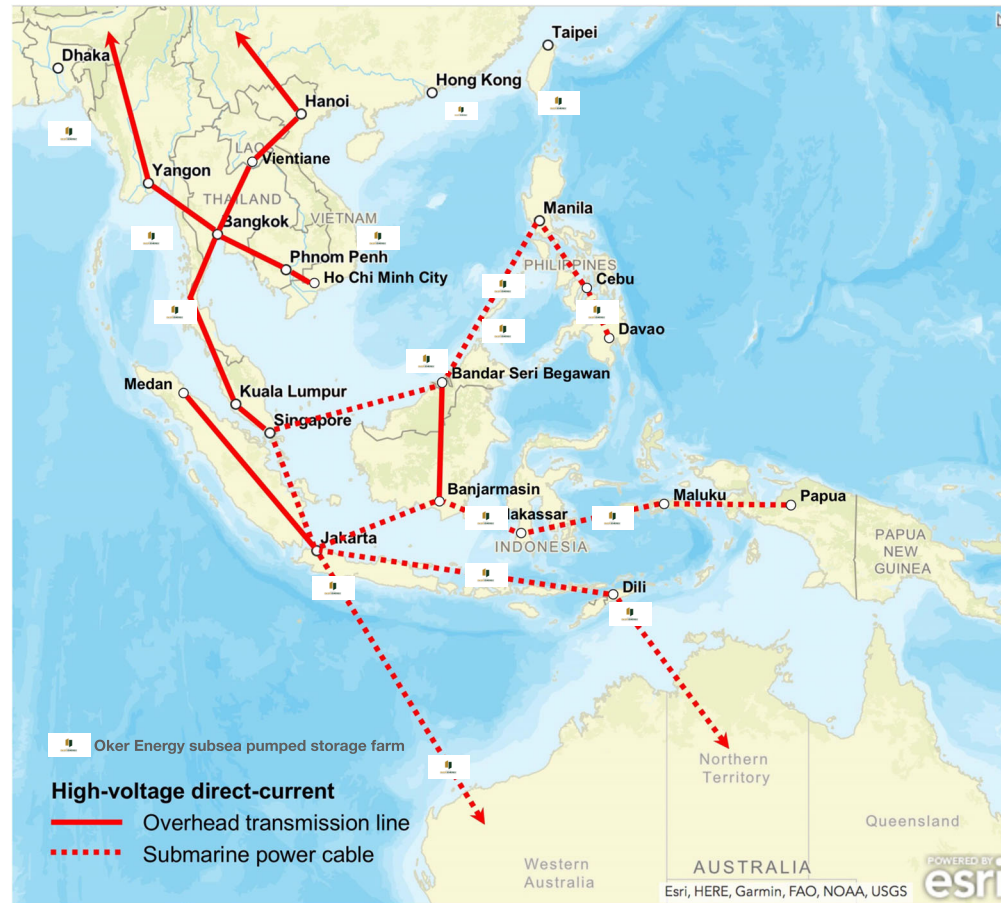 Taipei
Dhaka
Hong Kong
Hanoi
LAOS
Vientiane
Yangon
THAILAND
Manila
VIETNAM
Bangkok
Phnom Penh
PHILIPPINES
Ho Chi Minh City
Cebu
Davao
Bandar Seri Begawan
Medan
Kuala Lumpur
Singapore
Banjarmasin
Maluku
Papua
Makassar
Jakarta
INDONESIA
PAPUA
NEW
GUINEA
Dili
Oker Energy subsea pumped storage farm
Northern
Territory
High-voltage direct-current
Overhead transmission line
Submarine power cable
Queensland
Western
Australia
AUSTRALIA
POWERED BY
esri
Esri, HERE, Garmin, FAO, NOAA, USGS